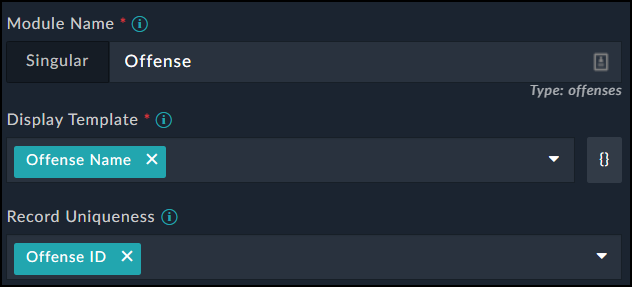 Module Name *
Singular Offense
Type: offenses
Display Template *
Offense Name ✕ {}
Record Uniqueness
Offense ID ✕